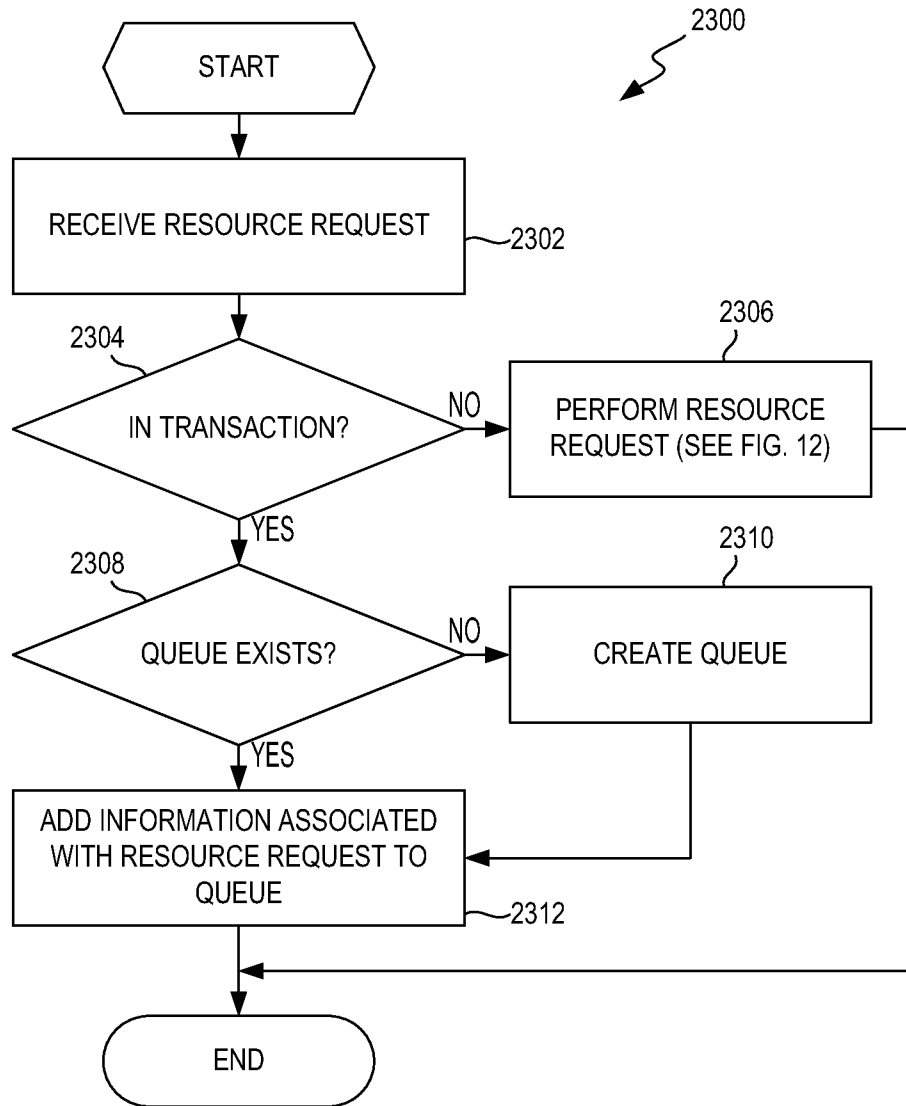 2300
START
RECEIVE RESOURCE REQUEST
2302
2304
IN TRANSACTION?
NO
2306
PERFORM RESOURCE
REQUEST (SEE FIG. 12)
YES
2308
QUEUE EXISTS?
NO
2310
CREATE QUEUE
YES
ADD INFORMATION ASSOCIATED
WITH RESOURCE REQUEST TO
QUEUE
2312
END